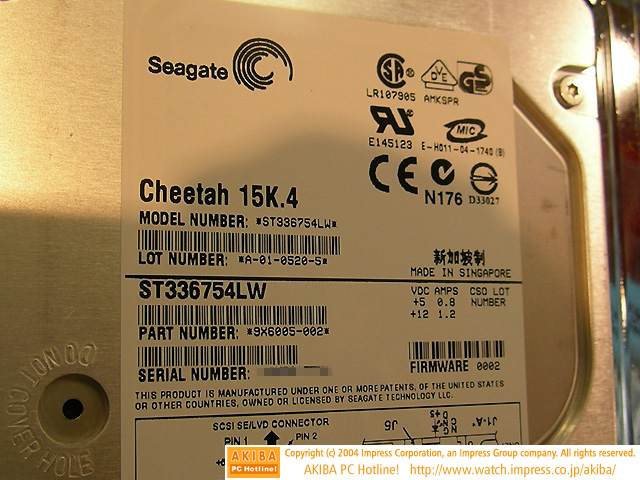 Seagate
LR107905 AMKSPR
E145123 E-H011-04-1740 (B)
MIC
N176 D33027
Cheetah 15K.4
MODEL NUMBER: *ST336754LW*
LOT NUMBER: *A-01-0520-5*
新加坡制
MADE IN SINGAPORE
ST336754LW
VDC AMPS CSO LOT
+5 0.8 NUMBER
+12 1.2
PART NUMBER: *9X6005-002*
SERIAL NUMBER:
FIRMWARE 0002
THIS PRODUCT IS MANUFACTURED UNDER ONE OR MORE PATENTS, OF THE UNITED STATES
OR OTHER COUNTRIES, OWNED OR LICENSED BY SEAGATE TECHNOLOGY LLC.
DO NOT COVER HOLE
SCSI SE/LVD CONNECTOR
PIN 1 PIN 2
J5
J1-A*
AKIBA
PC Hotline!
Copyright (c) 2004 Impress Corporation, an Impress Group company. All rights reserved.
AKIBA PC Hotline! http://www.watch.impress.co.jp/akiba/